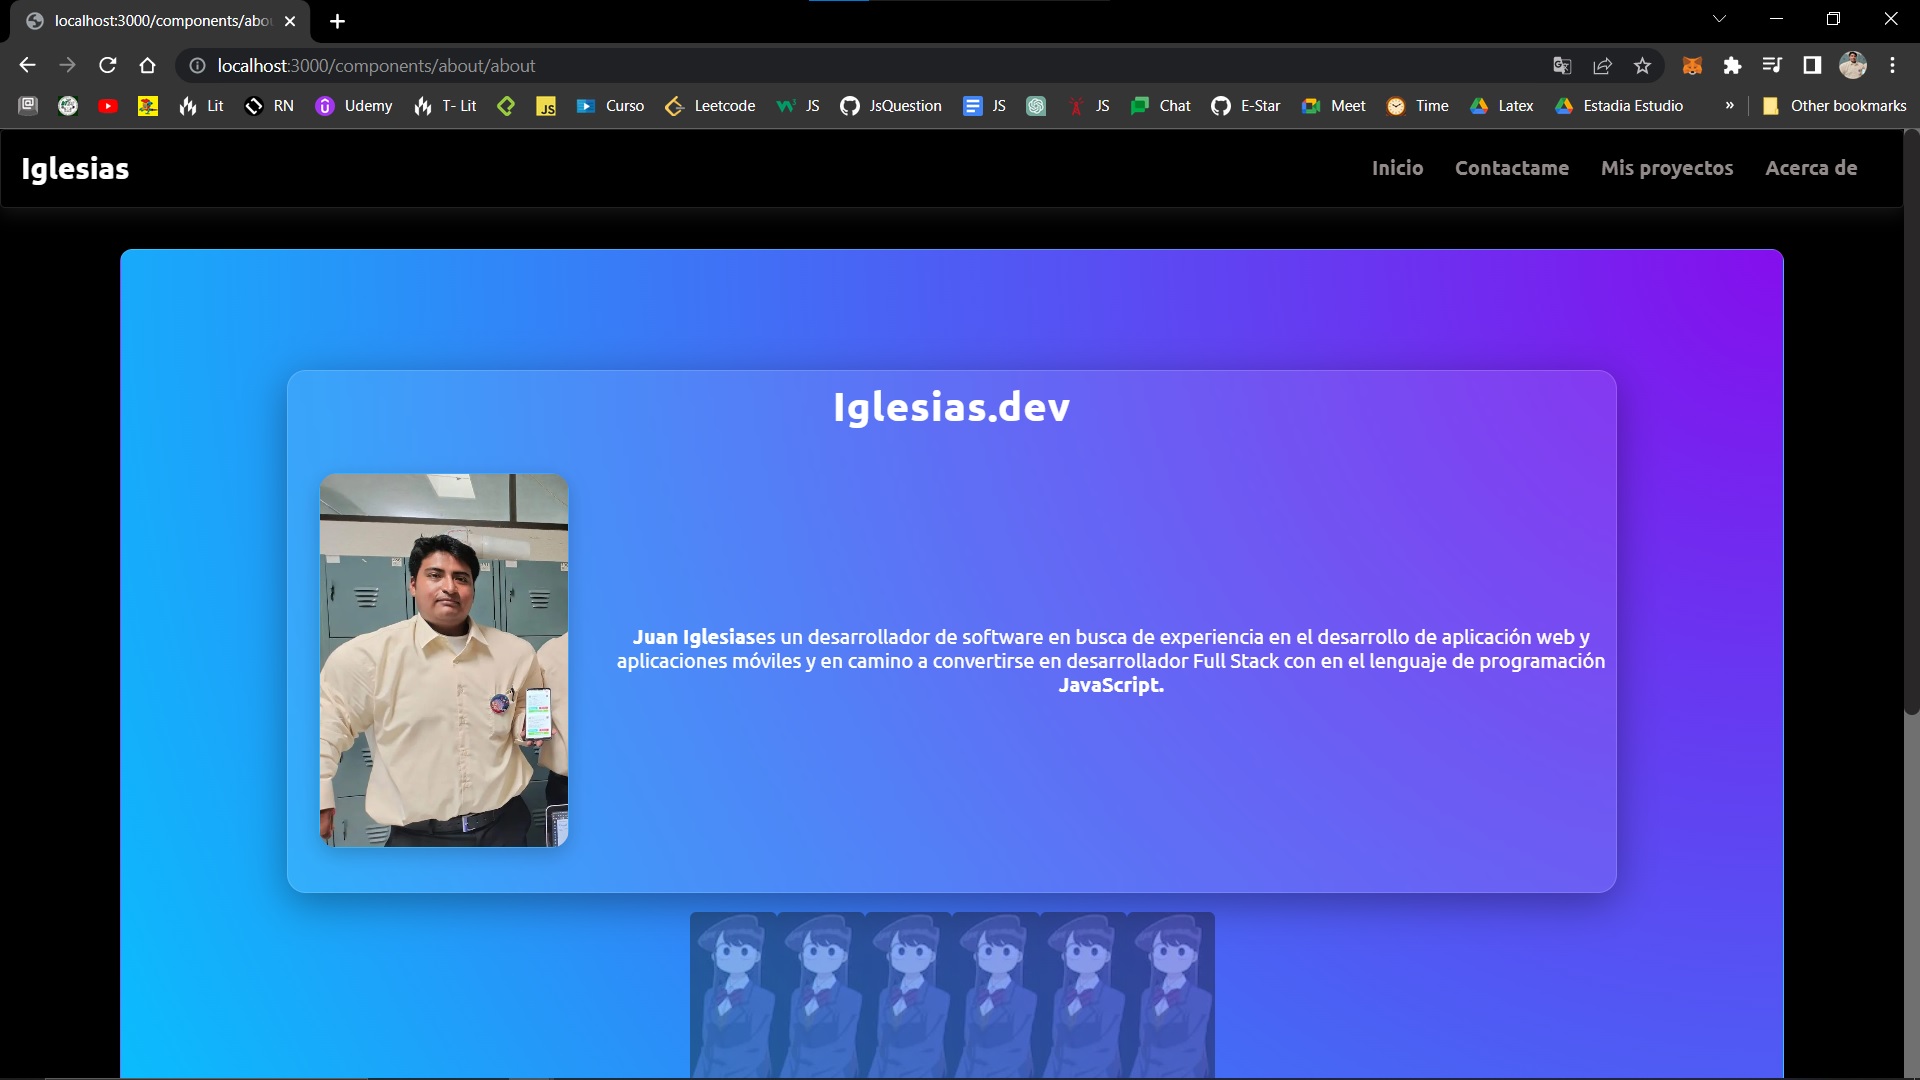 localhost:3000/components/abou
localhost:3000/components/about/about
Lit RN Udemy T- Lit JS Curso Leetcode JS JsQuestion JS JS Chat E-Star Meet Time Latex Estadia Estudio » Other bookmarks
Iglesias Inicio Contactame Mis proyectos Acerca de
Iglesias.dev
Juan Iglesiases un desarrollador de software en busca de experiencia en el desarrollo de aplicación web y
aplicaciones móviles y en camino a convertirse en desarrollador Full Stack con en el lenguaje de programación
JavaScript.